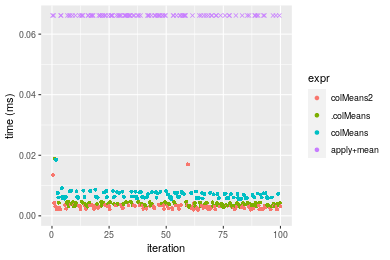 0.06
0.04
0.02
0.00
time (ms)
0
25
50
75
100
iteration
expr
colMeans2
.colMeans
colMeans
apply+mean